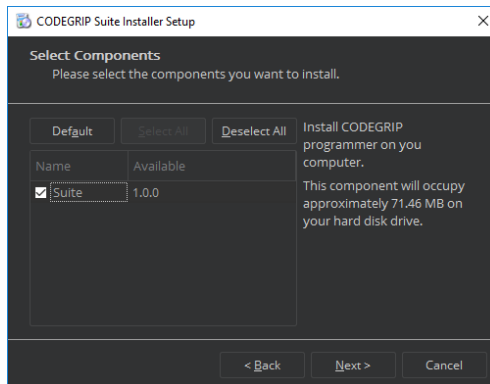 CODEGRIP Suite Installer Setup
Select Components
Please select the components you want to install.
Default Select All Deselect All
Install CODEGRIP
programmer on you
computer.
Name Available
Suite 1.0.0
This component will occupy
approximately 71.46 MB on
your hard disk drive.
< Back Next > Cancel